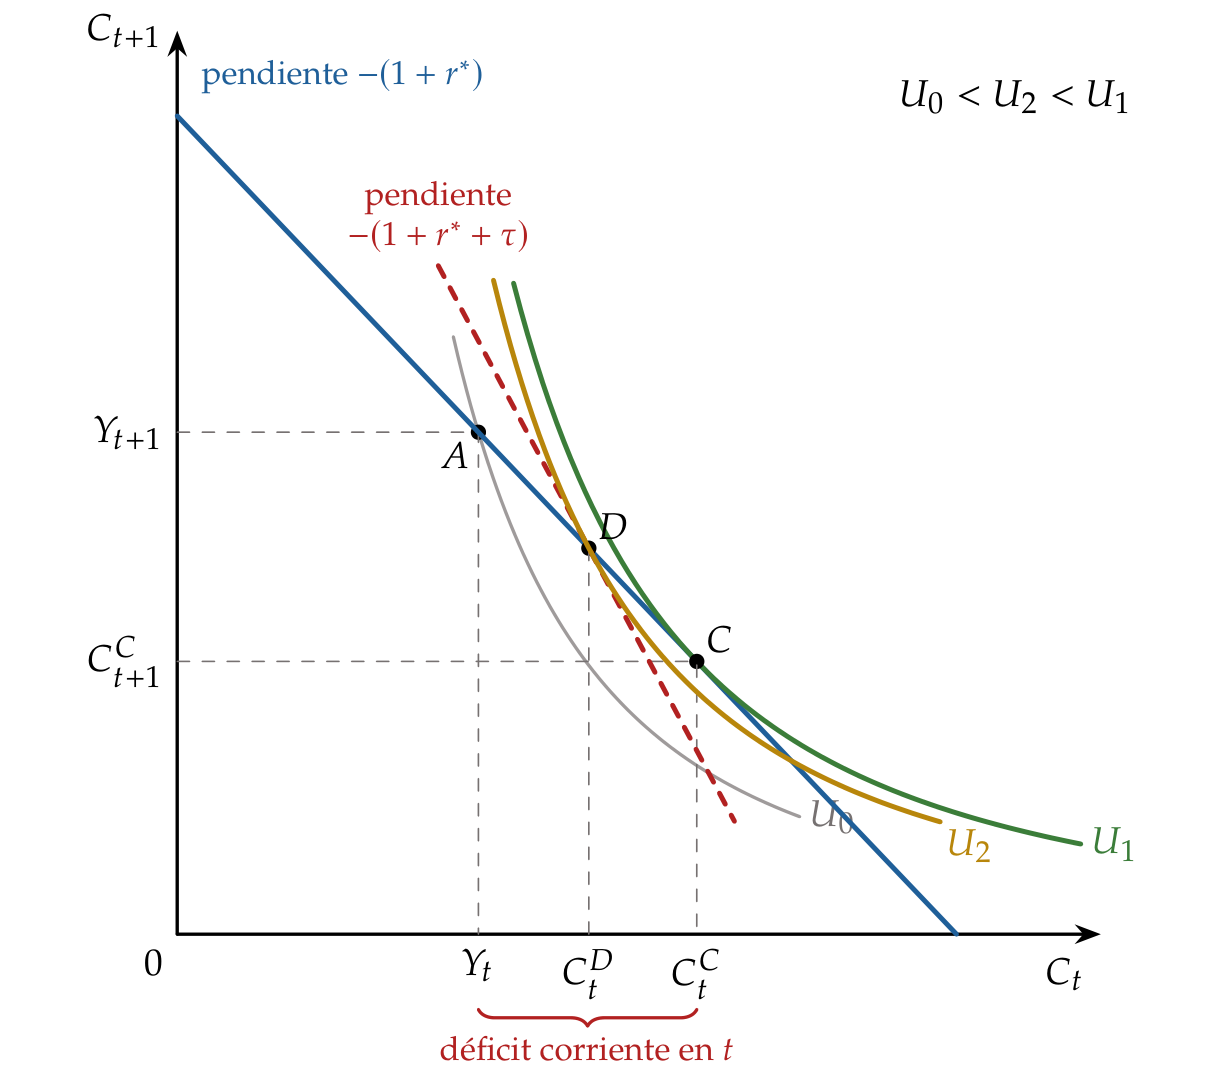 C_{t+1}
pendiente −(1 + r*)
U_0 < U_2 < U_1
pendiente
−(1 + r* + τ)
Y_{t+1}
A
D
C^C_{t+1}
C
U_0
U_2
U_1
0
Y_t
C^D_t
C^C_t
C_t
déficit corriente en t